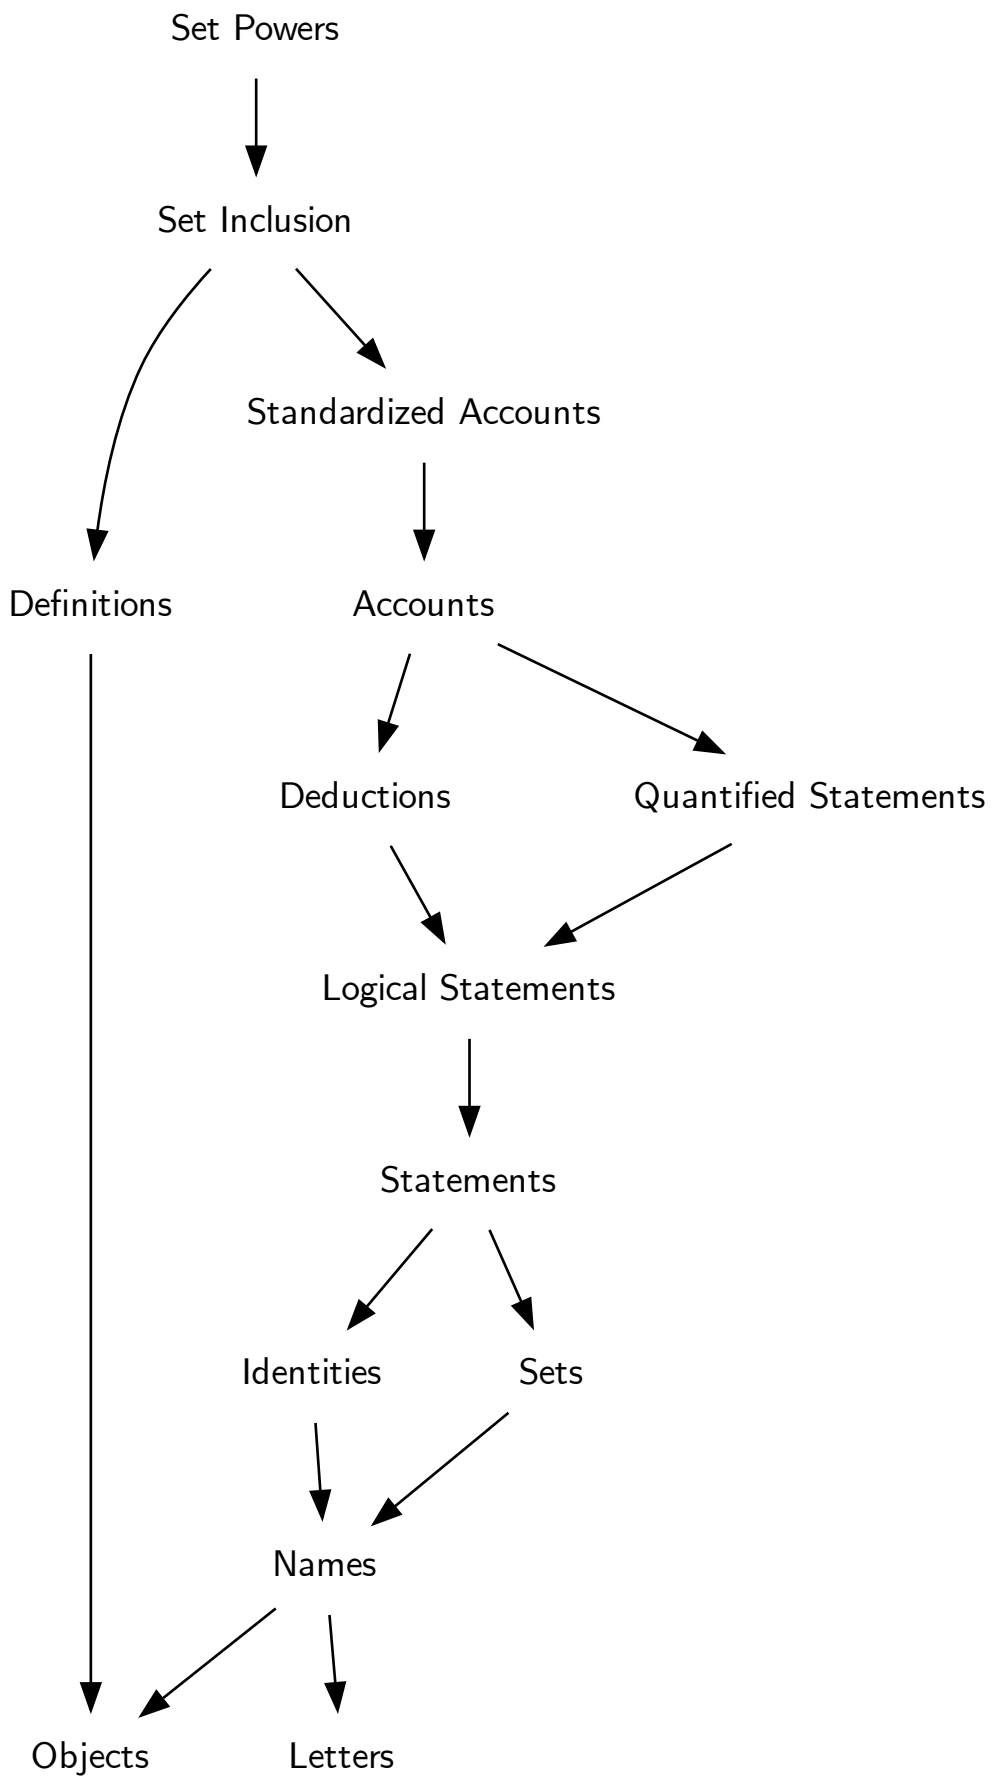 Set Powers
Set Inclusion
Standardized Accounts
Definitions
Accounts
Deductions
Quantified Statements
Logical Statements
Statements
Identities
Sets
Names
Objects
Letters